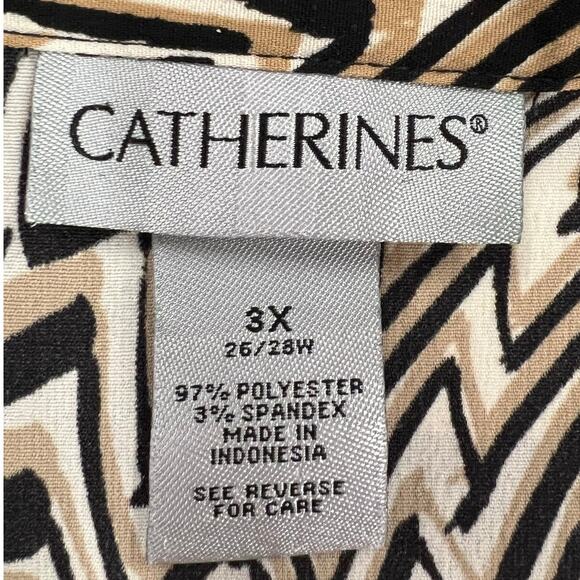 CATHERINES®
3X
26/28W
97% POLYESTER
3% SPANDEX
MADE IN
INDONESIA
SEE REVERSE
FOR CARE